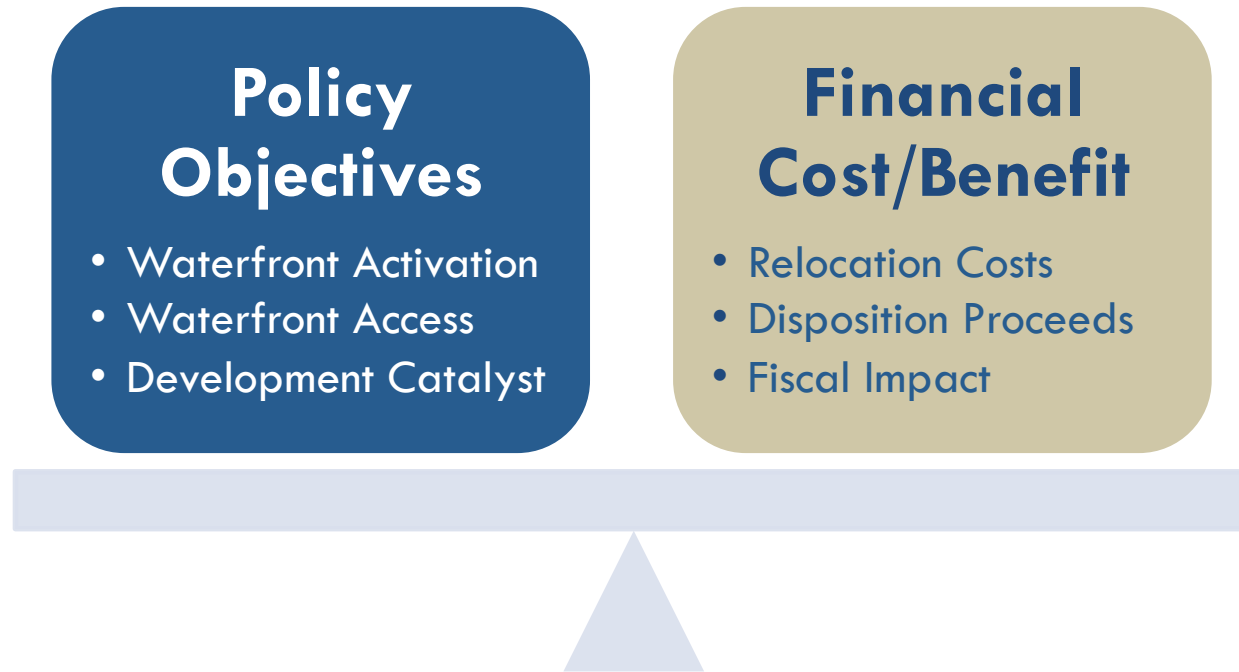 Policy
Objectives
• Waterfront Activation
• Waterfront Access
• Development Catalyst
Financial
Cost/Benefit
• Relocation Costs
• Disposition Proceeds
• Fiscal Impact